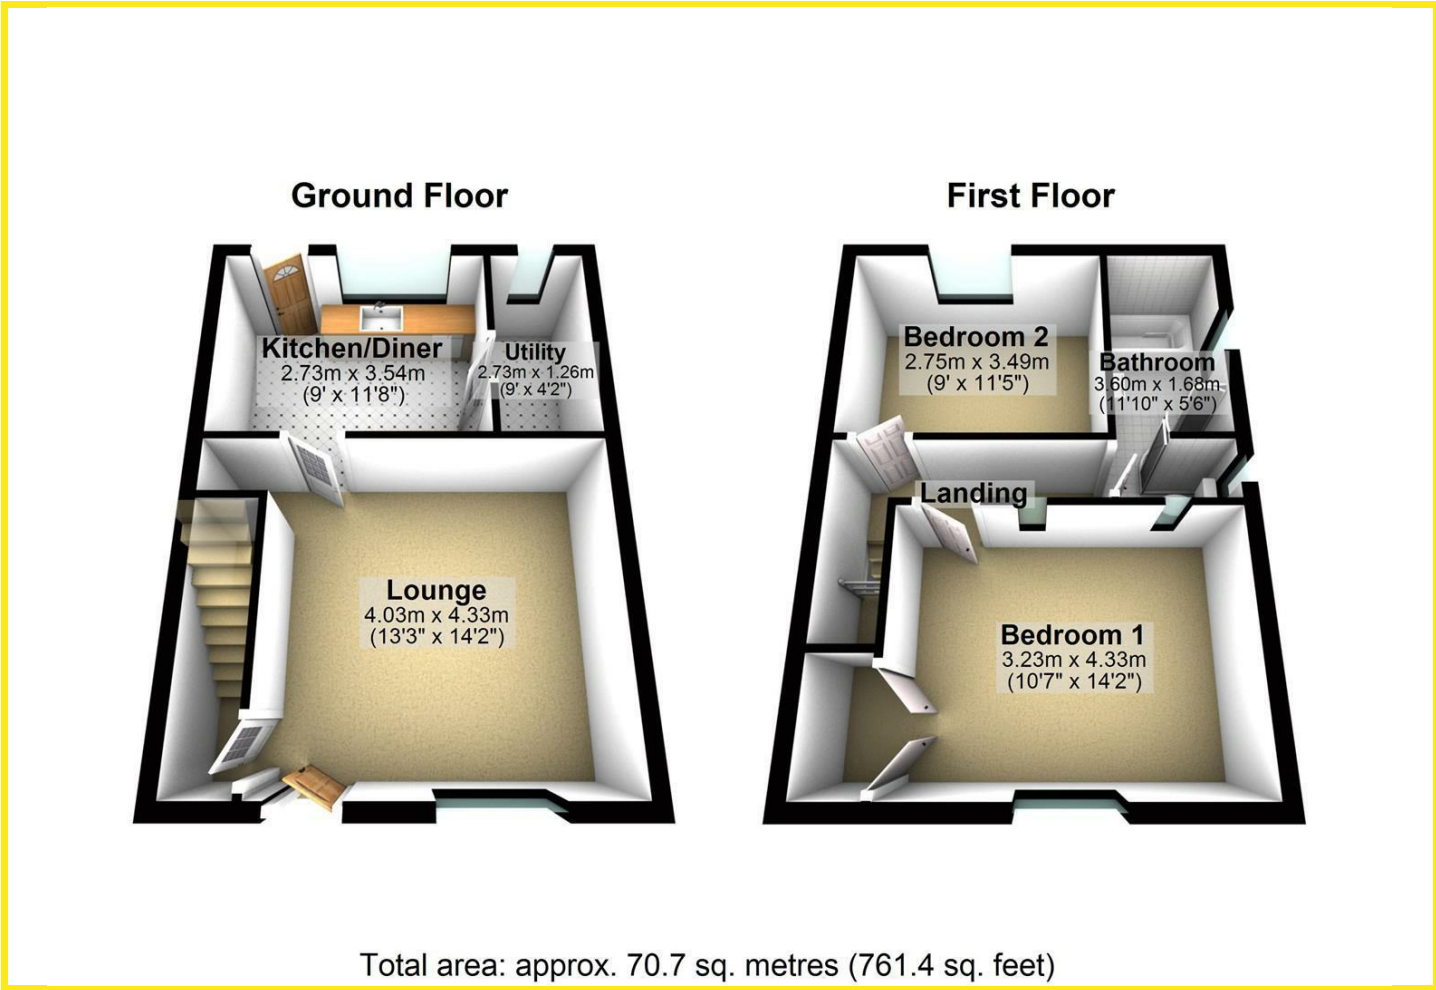 Ground Floor
Kitchen/Diner
2.73m x 3.54m
(9' x 11'8")
Utility
2.73m x 1.26m
(9' x 4'2")
Lounge
4.03m x 4.33m
(13'3" x 14'2")
First Floor
Bedroom 2
2.75m x 3.49m
(9' x 11'5")
Bathroom
3.60m x 1.68m
(11'10" x 5'6")
Landing
Bedroom 1
3.23m x 4.33m
(10'7" x 14'2")
Total area: approx. 70.7 sq. metres (761.4 sq. feet)